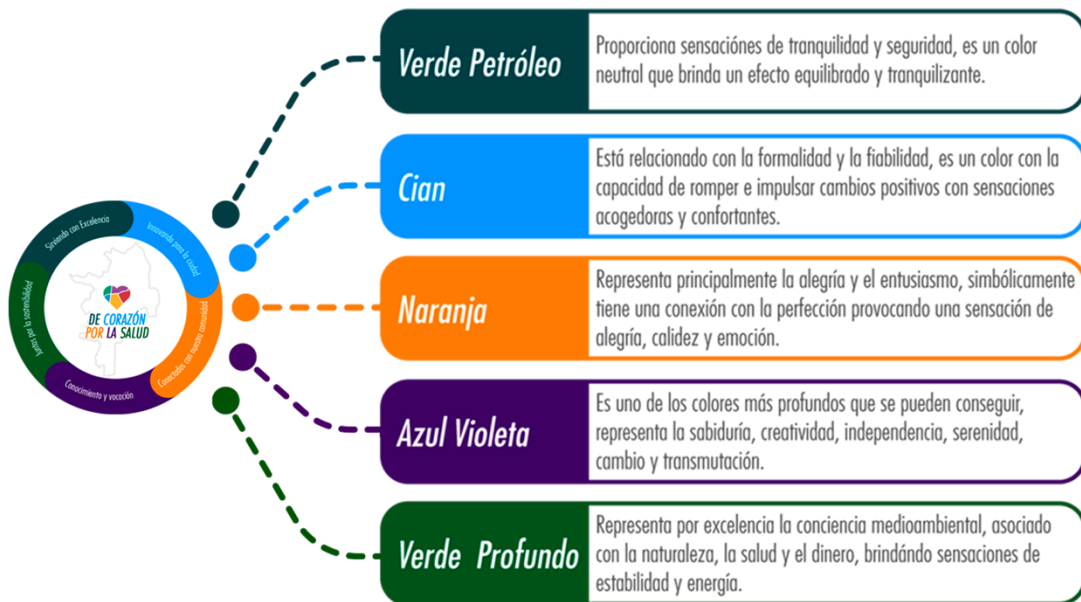 Verde Petróleo
Proporciona sensaciónes de tranquilidad y seguridad, es un color
neutral que brinda un efecto equilibrado y tranquilizante.
Cian
Está relacionado con la formalidad y la fiabilidad, es un color con la
capacidad de romper e impulsar cambios positivos con sensaciones
acogedoras y confortantes.
Sirviendo con Excelencia
Innovando para la ciudad
Conectados con nuestra comunidad
Conocimiento y vocación
Juntos por la sostenibilidad
DE CORAZÓN
POR LA SALUD
Naranja
Representa principalmente la alegría y el entusiasmo, simbólicamente
tiene una conexión con la perfección provocando una sensación de
alegría, calidez y emoción.
Azul Violeta
Es uno de los colores más profundos que se pueden conseguir,
representa la sabiduría, creatividad, independencia, serenidad,
cambio y transmutación.
Verde Profundo
Representa por excelencia la conciencia medioambiental, asociado
con la naturaleza, la salud y el dinero, brindándo sensaciones de
estabilidad y energía.